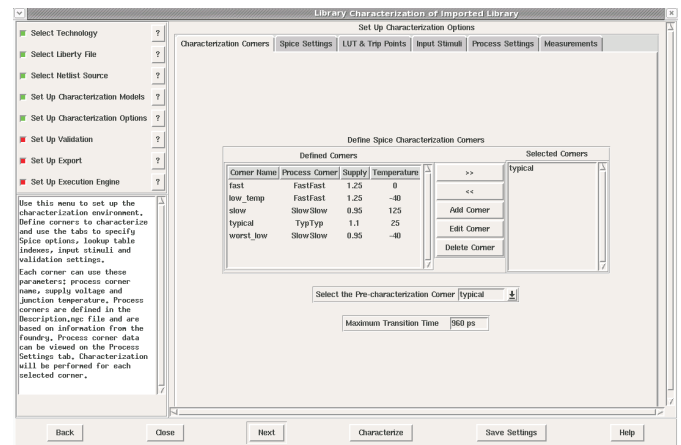 Library Characterization of Imported Library
Select Technology ?
Select Liberty File ?
Select Netlist Source ?
Set Up Characterization Models ?
Set Up Characterization Options ?
Set Up Validation ?
Set Up Export ?
Set Up Execution Engine ?
Use this menu to set up the
characterization environment.
Define corners to characterize
and use the tabs to specify
Spice options, lookup table
indexes, input stimuli and
validation settings.
Each corner can use these
parameters: process corner
name, supply voltage and
junction temperature. Process
corners are defined in the
Description.ngc file and are
based on information from the
foundry. Process corner data
can be viewed on the Process
Settings tab. Characterization
will be performed for each
selected corner.
Set Up Characterization Options
Characterization Corners Spice Settings LUT & Trip Points Input Stimuli Process Settings Measurements
Define Spice Characterization Corners
Defined Corners
Corner Name Process Corner Supply Temperature
fast FastFast 1.25 0
low_temp FastFast 1.25 -40
slow SlowSlow 0.95 125
typical TypTyp 1.1 25
worst_low SlowSlow 0.95 -40
>>
<<
Add Corner
Edit Corner
Delete Corner
Selected Corners
typical
Select the Pre-characterization Corner typical
Maximum Transition Time 960 ps
Back Close Next Characterize Save Settings Help